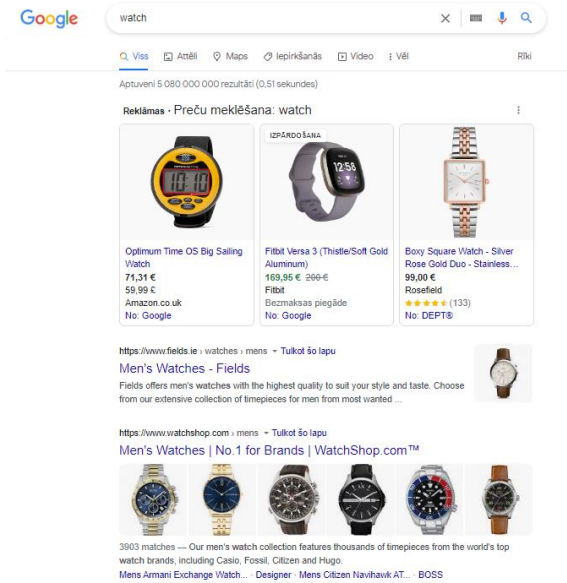 Google
watch
Viss Attēli Maps Iepirkšanās Video Vēl Rīki
Aptuveni 5 080 000 000 rezultāti (0,51 sekundes)
Reklāmas · Preču meklēšana: watch
IZPĀRDOŠANA
10:10
12:58
Optimum Time OS Big Sailing Watch
71,31 €
59,99 £
Amazon.co.uk
No: Google
Fitbit Versa 3 (Thistle/Soft Gold Aluminum)
169,95 € 200 €
Fitbit
Bezmaksas piegāde
No: Google
Boxy Square Watch - Silver Rose Gold Duo - Stainless...
99,00 €
Rosefield
(133)
No: DEPT®
https://www.fields.ie › watches › mens Tulkot šo lapu
Men's Watches - Fields
Fields offers men's watches with the highest quality to suit your style and taste. Choose
from our extensive collection of timepieces for men from most wanted ...
https://www.watchshop.com › mens Tulkot šo lapu
Men's Watches | No.1 for Brands | WatchShop.com™
3903 matches — Our men's watch collection features thousands of timepieces from the world's top
watch brands, including Casio, Fossil, Citizen and Hugo.
Mens Armani Exchange Watch... · Designer · Mens Citizen Navihawk AT... · BOSS